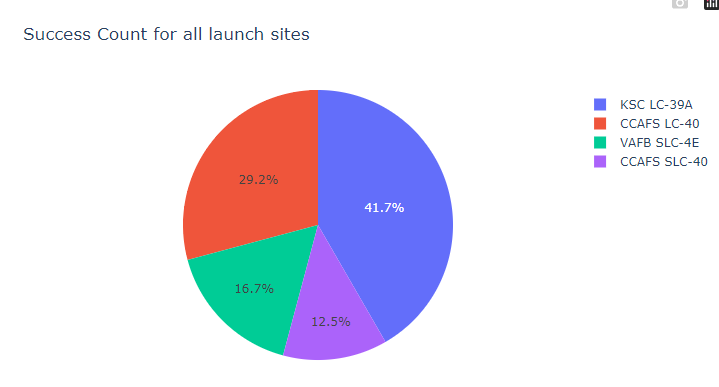 Success Count for all launch sites
KSC LC-39A
CCAFS LC-40
VAFB SLC-4E
CCAFS SLC-40
29.2%
41.7%
16.7%
12.5%